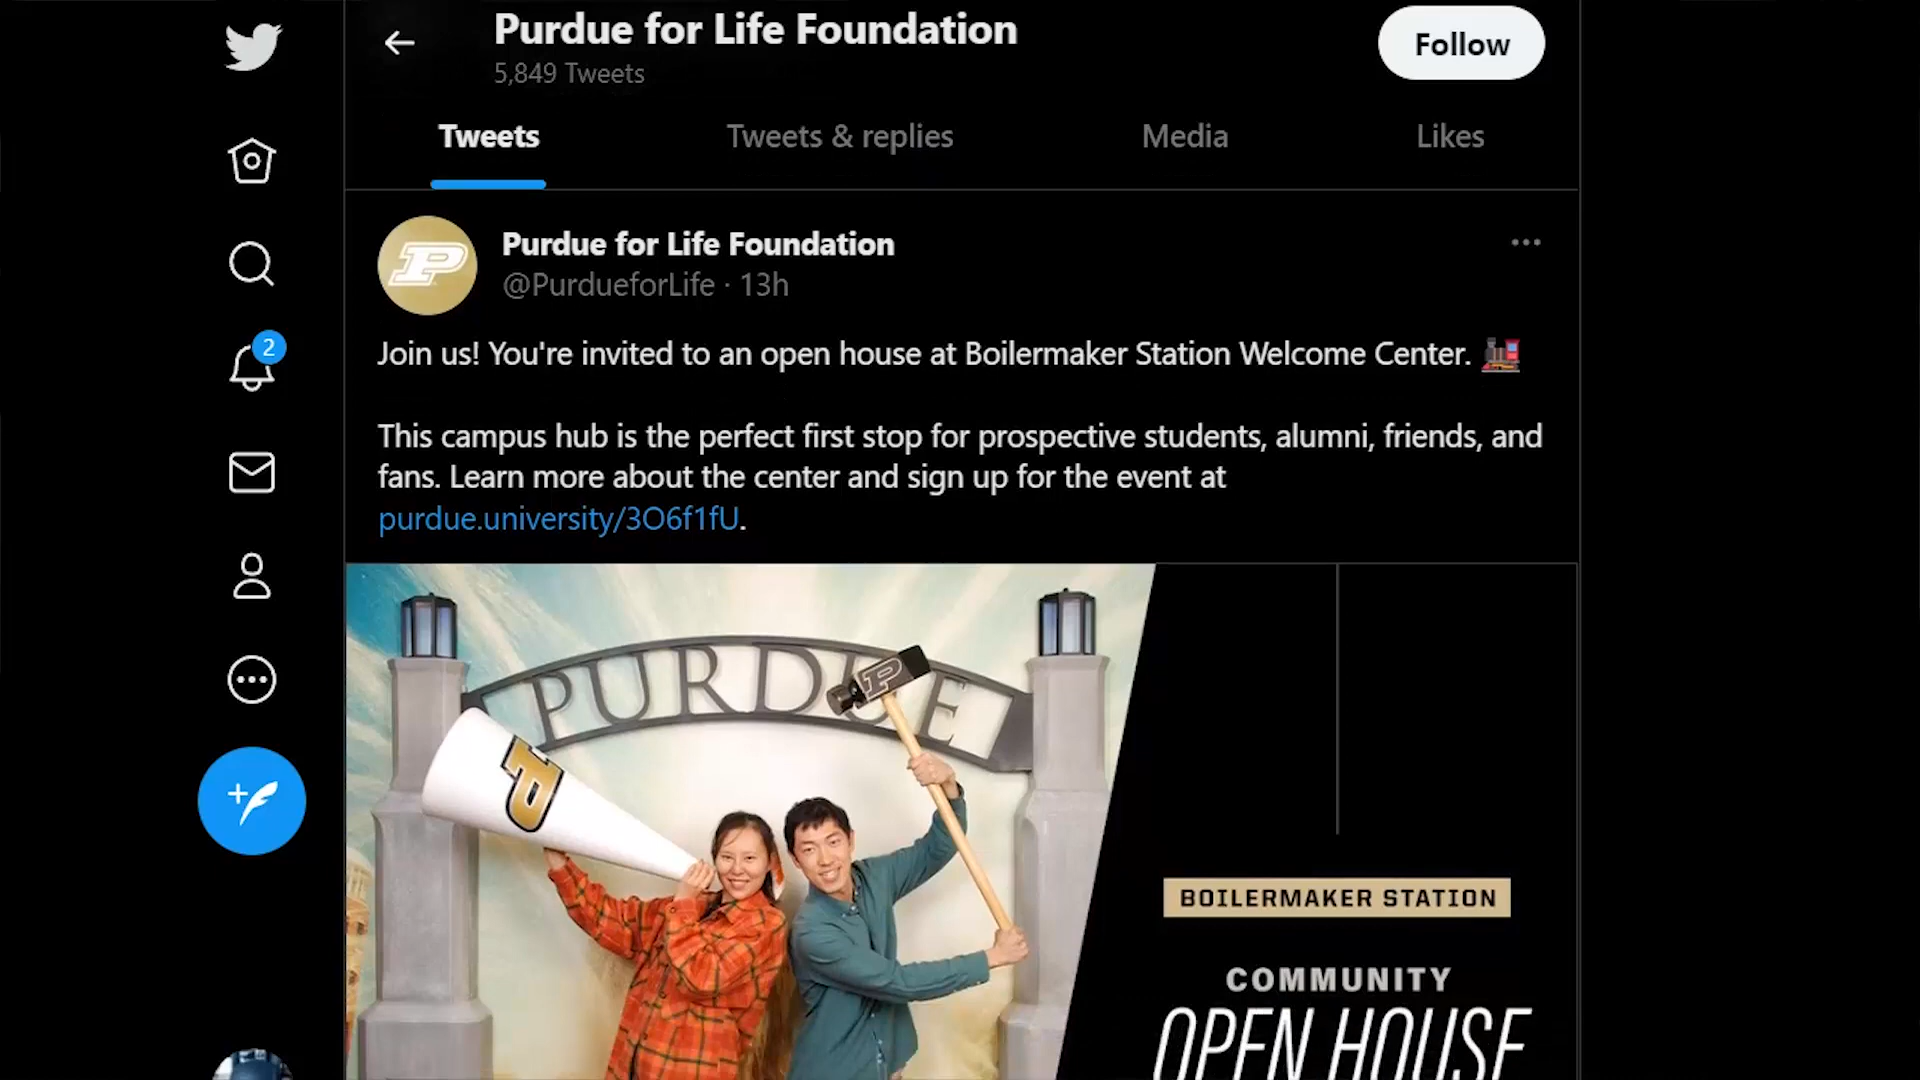 Purdue for Life Foundation
5,849 Tweets
Follow
Tweets
Tweets & replies
Media
Likes
2
P
Purdue for Life Foundation
@PurdueforLife · 13h
Join us! You're invited to an open house at Boilermaker Station Welcome Center. 🚂
This campus hub is the perfect first stop for prospective students, alumni, friends, and
fans. Learn more about the center and sign up for the event at
purdue.university/3O6f1fU.
PURDUE
P
P
BOILERMAKER STATION
COMMUNITY
OPEN HOUSE